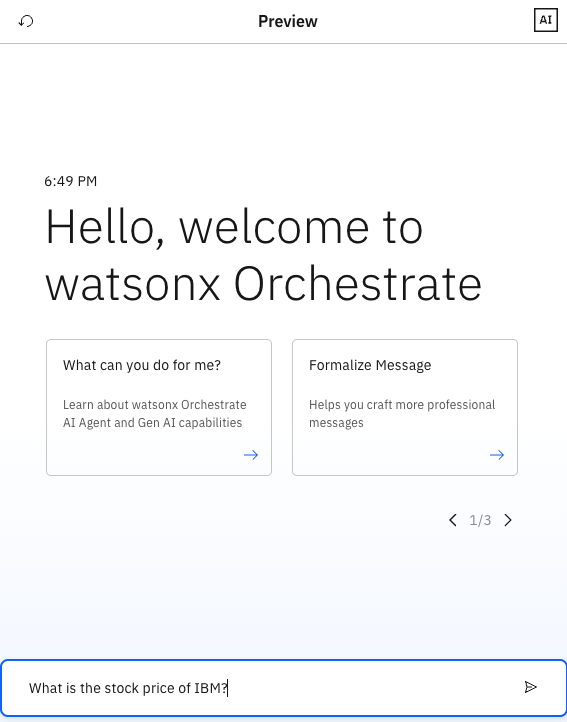 Preview
AI
6:49 PM
Hello, welcome to
watsonx Orchestrate
What can you do for me?
Learn about watsonx Orchestrate
AI Agent and Gen AI capabilities
Formalize Message
Helps you craft more professional
messages
1/3
What is the stock price of IBM?